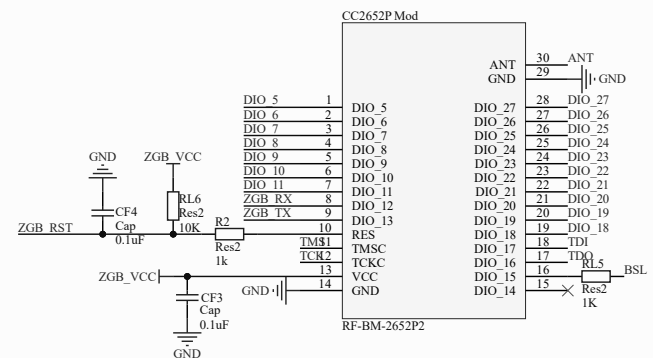 CC2652P Mod
ANT 30 ANT
GND 29 GND
DIO_5 1 DIO_5 DIO_27 28 DIO_27
DIO_6 2 DIO_6 DIO_26 27 DIO_26
DIO_7 3 DIO_7 DIO_25 26 DIO_25
DIO_8 4 DIO_8 DIO_24 25 DIO_24
DIO_9 5 DIO_9 DIO_23 24 DIO_23
DIO_10 6 DIO_10 DIO_22 23 DIO_22
DIO_11 7 DIO_11 DIO_21 22 DIO_21
ZGB_RX 8 DIO_12 DIO_20 21 DIO_20
ZGB_TX 9 DIO_13 DIO_19 20 DIO_19
10 RES DIO_18 19 DIO_18
TMS 11 TMSC DIO_17 18 TDI
TCK 12 TCKC DIO_16 17 TDO
13 VCC DIO_15 16
14 GND DIO_14 15
GND
ZGB_VCC
CF4
Cap
0.1uF
RL6
Res2
10K
ZGB_RST
R2
Res2
1k
ZGB_VCC
GND
CF3
Cap
0.1uF
GND
RL5
Res2
1K
BSL
RF-BM-2652P2